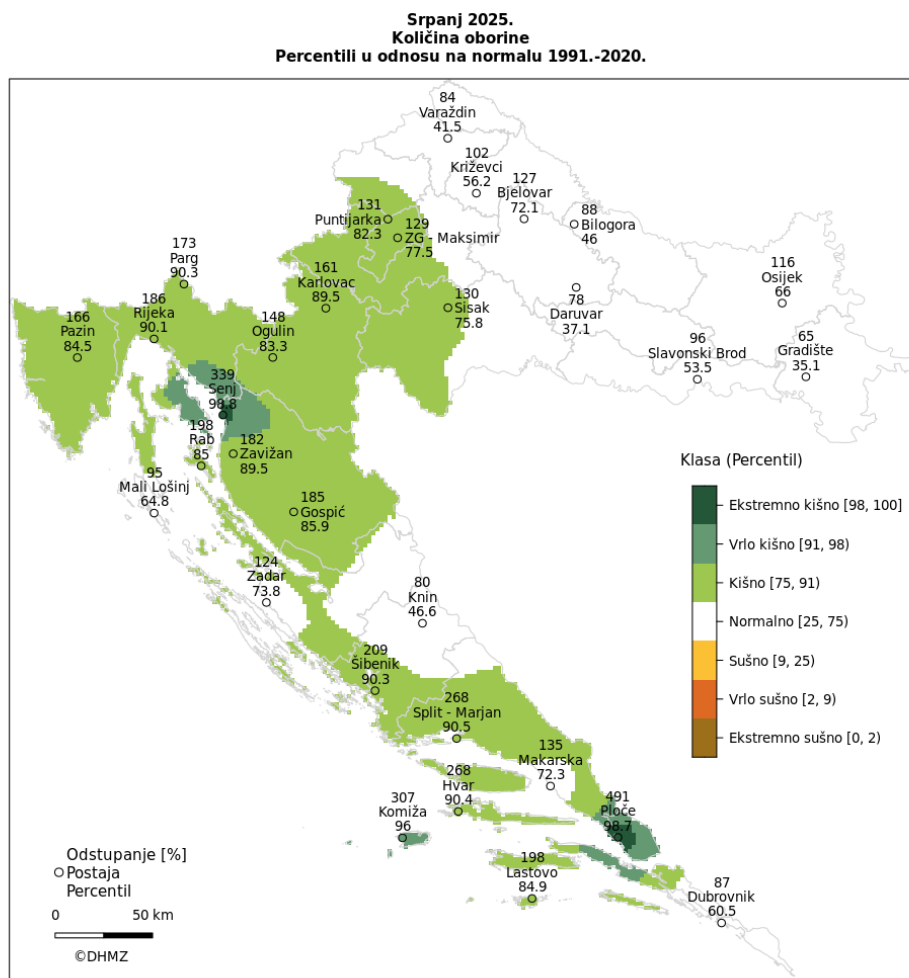 Srpanj 2025.
Količina oborine
Percentili u odnosu na normalu 1991.-2020.
84
Varaždin
41.5
102
Križevci
56.2
127
Bjelovar
72.1
88
Bilogora
46
131
Puntijarka
82.3
129
ZG - Maksimir
77.5
173
Parg
90.3
161
Karlovac
89.5
116
Osijek
66
186
Rijeka
90.1
166
Pazin
84.5
148
Ogulin
83.3
130
Sisak
75.8
78
Daruvar
37.1
96
Slavonski Brod
53.5
65
Gradište
35.1
339
Senj
98.8
198
Rab
85
182
Zavižan
89.5
95
Mali Lošinj
64.8
185
Gospić
85.9
124
Zadar
73.8
80
Knin
46.6
209
Šibenik
90.3
268
Split - Marjan
90.5
135
Makarska
72.3
268
Hvar
90.4
307
Komiža
96
491
Ploče
98.7
198
Lastovo
84.9
87
Dubrovnik
60.5
Klasa (Percentil)
Ekstremno kišno [98, 100]
Vrlo kišno [91, 98)
Kišno [75, 91)
Normalno [25, 75)
Sušno [9, 25)
Vrlo sušno [2, 9)
Ekstremno sušno [0, 2)
Odstupanje [%]
Postaja
Percentil
0 50 km
©DHMZ